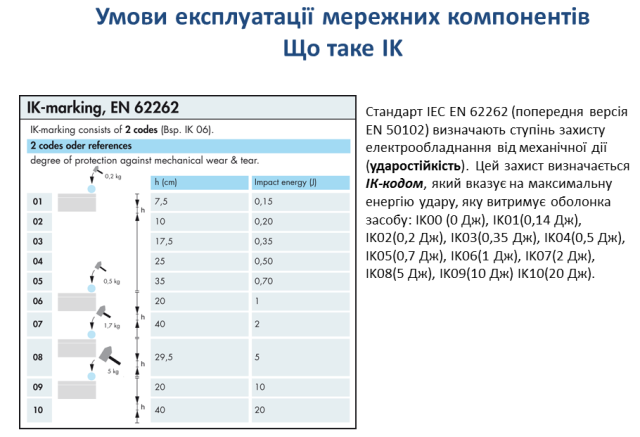 Умови експлуатації мережних компонентів
Що таке IK
IK-marking, EN 62262
IK-marking consists of 2 codes (Bsp. IK 06).
2 codes oder references
degree of protection against mechanical wear & tear.
0,2 kg
h (cm) Impact energy (J)
01 7,5 0,15
h
02 10 0,20
03 17,5 0,35
04 25 0,50
05 0,5 kg 35 0,70
06 20 1
07 1,7 kg h 40 2
08 29,5 5
5 kg h
09 20 10
10 h 40 20
Стандарт IEC EN 62262 (попередня версія
EN 50102) визначають ступінь захисту
електрообладнання від механічної дії
(ударостійкість). Цей захист визначається
IK-кодом, який вказує на максимальну
енергію удару, яку витримує оболонка
засобу: IK00 (0 Дж), IK01(0,14 Дж),
IK02(0,2 Дж), IK03(0,35 Дж), IK04(0,5 Дж),
IK05(0,7 Дж), IK06(1 Дж), IK07(2 Дж),
IK08(5 Дж), IK09(10 Дж) IK10(20 Дж).